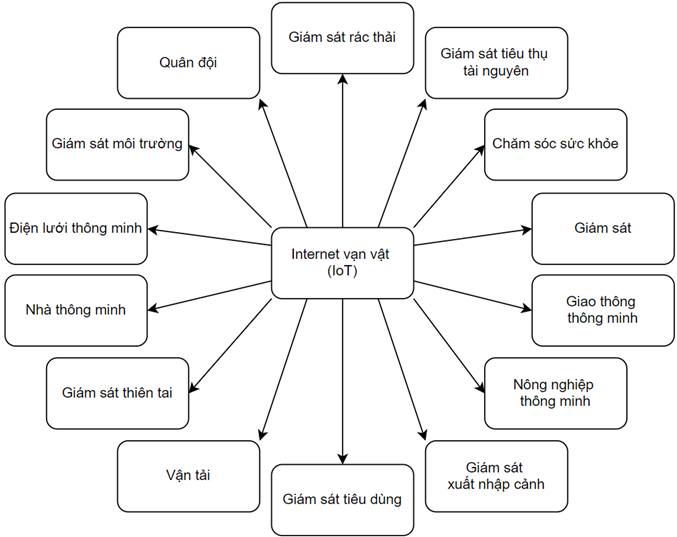 Giám sát rác thải
Quân đội
Giám sát tiêu thụ
tài nguyên
Giám sát môi trường
Chăm sóc sức khỏe
Điện lưới thông minh
Internet vạn vật
(IoT)
Giám sát
Nhà thông minh
Giao thông
thông minh
Giám sát thiên tai
Nông nghiệp
thông minh
Vận tải
Giám sát tiêu dùng
Giám sát
xuất nhập cảnh